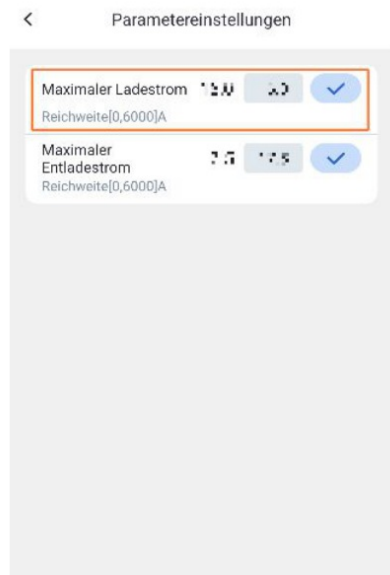 Parametereinstellungen
Maximaler Ladestrom
Reichweite[0,6000]A
Maximaler
Entladestrom
Reichweite[0,6000]A